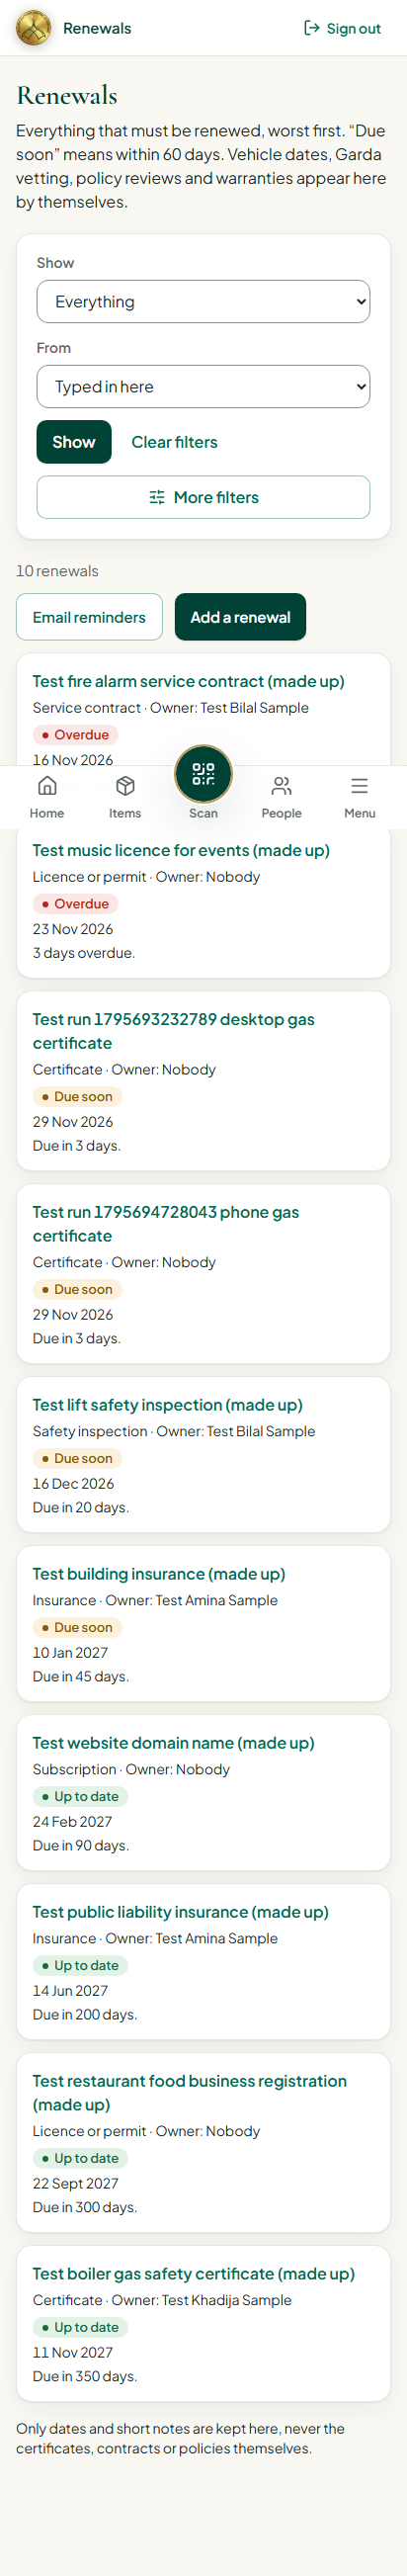 Renewals
Sign out
Renewals
Everything that must be renewed, worst first. “Due
soon” means within 60 days. Vehicle dates, Garda
vetting, policy reviews and warranties appear here
by themselves.
Show
Everything
From
Typed in here
Show
Clear filters
More filters
10 renewals
Email reminders
Add a renewal
Test fire alarm service contract (made up)
Service contract · Owner: Test Bilal Sample
Overdue
16 Nov 2026
Home
Items
Scan
People
Menu
Test music licence for events (made up)
Licence or permit · Owner: Nobody
Overdue
23 Nov 2026
3 days overdue.
Test run 1795693232789 desktop gas
certificate
Certificate · Owner: Nobody
Due soon
29 Nov 2026
Due in 3 days.
Test run 1795694728043 phone gas
certificate
Certificate · Owner: Nobody
Due soon
29 Nov 2026
Due in 3 days.
Test lift safety inspection (made up)
Safety inspection · Owner: Test Bilal Sample
Due soon
16 Dec 2026
Due in 20 days.
Test building insurance (made up)
Insurance · Owner: Test Amina Sample
Due soon
10 Jan 2027
Due in 45 days.
Test website domain name (made up)
Subscription · Owner: Nobody
Up to date
24 Feb 2027
Due in 90 days.
Test public liability insurance (made up)
Insurance · Owner: Test Amina Sample
Up to date
14 Jun 2027
Due in 200 days.
Test restaurant food business registration
(made up)
Licence or permit · Owner: Nobody
Up to date
22 Sept 2027
Due in 300 days.
Test boiler gas safety certificate (made up)
Certificate · Owner: Test Khadija Sample
Up to date
11 Nov 2027
Due in 350 days.
Only dates and short notes are kept here, never the
certificates, contracts or policies themselves.